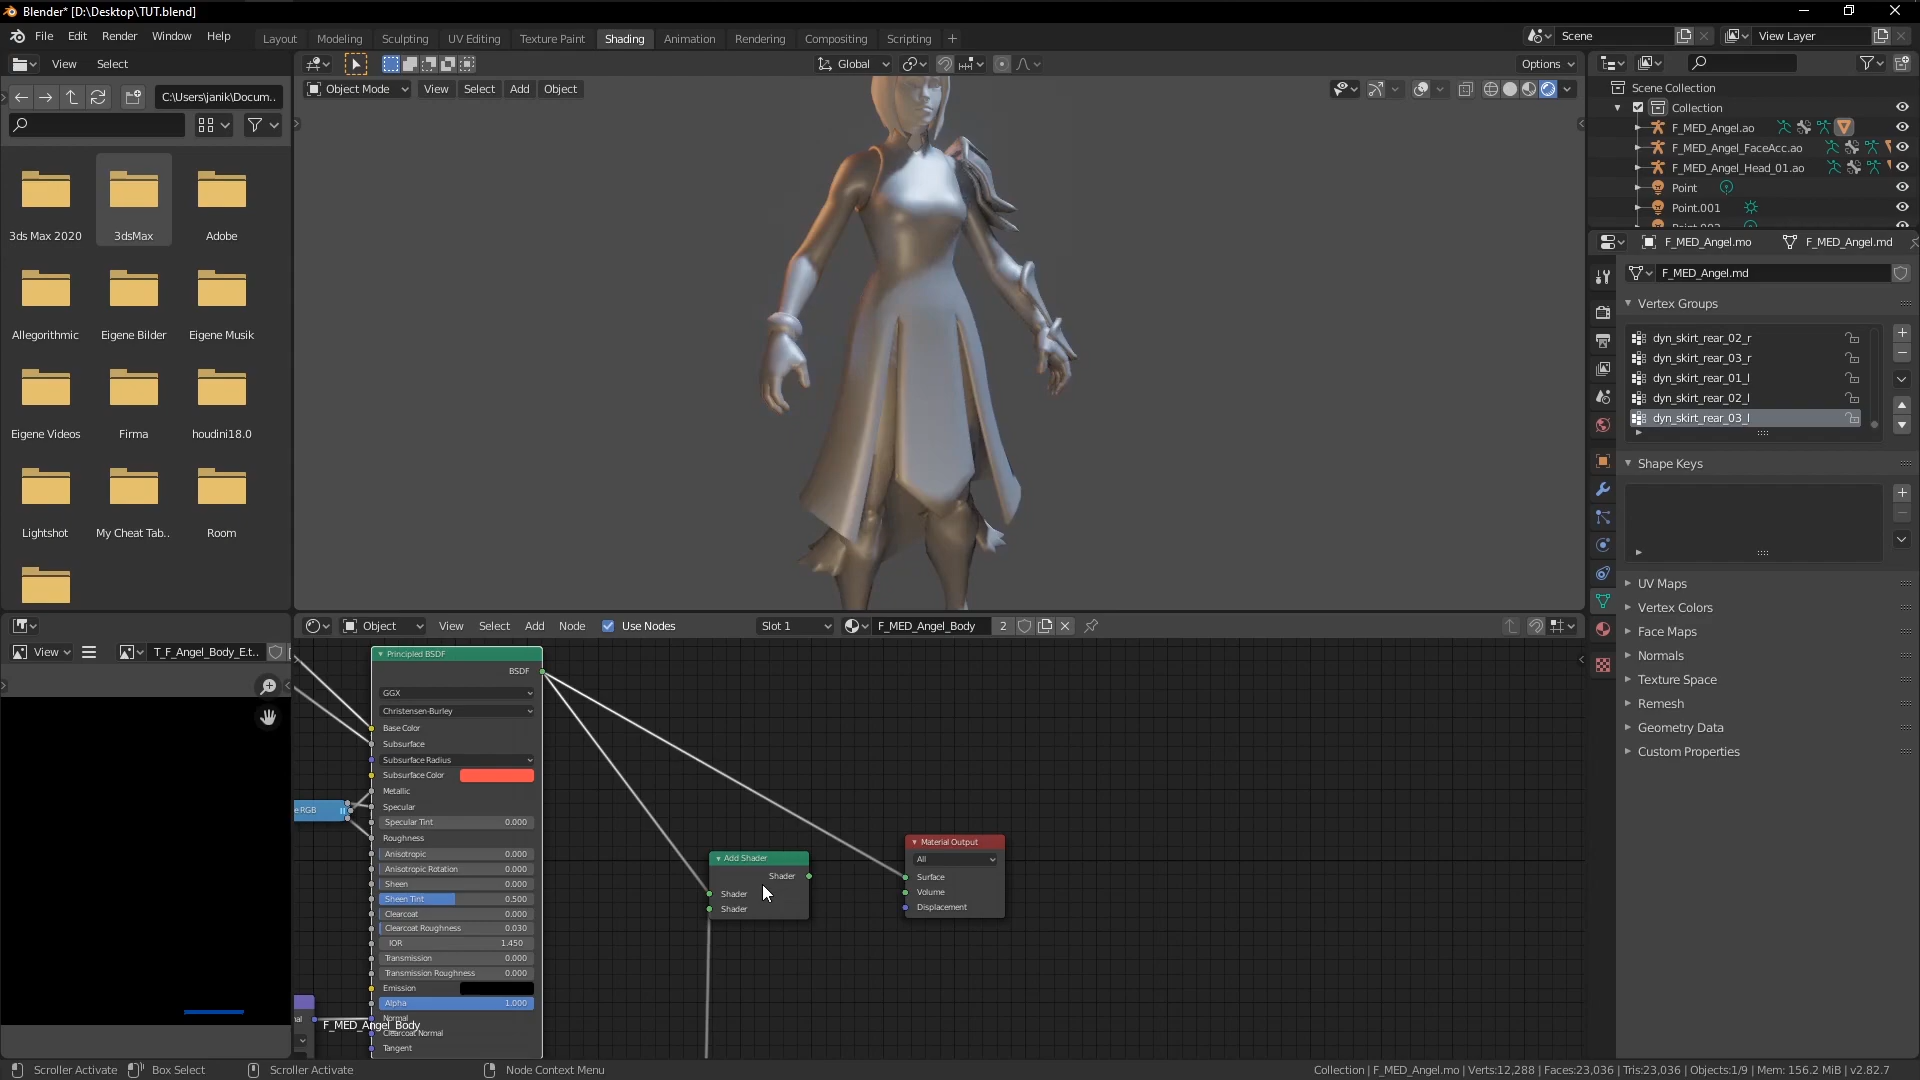 Blender* [D:\Desktop\TUT.blend]
File Edit Render Window Help
Layout Modeling Sculpting UV Editing Texture Paint Shading Animation Rendering Compositing Scripting
Scene
View Layer
View Select
Global
Options
C:\Users\janik\Docum..
Object Mode View Select Add Object
Scene Collection
Collection
F_MED_Angel.ao
F_MED_Angel_FaceAcc.ao
F_MED_Angel_Head_01.ao
Point
Point.001
3ds Max 2020 3dsMax Adobe
Allegorithmic Eigene Bilder Eigene Musik
Eigene Videos Firma houdini18.0
Lightshot My Cheat Tab.. Room
F_MED_Angel.mo F_MED_Angel.md
F_MED_Angel.md
Vertex Groups
dyn_skirt_rear_02_r
dyn_skirt_rear_03_r
dyn_skirt_rear_01_l
dyn_skirt_rear_02_l
dyn_skirt_rear_03_l
Shape Keys
UV Maps
Vertex Colors
Face Maps
Normals
Texture Space
Remesh
Geometry Data
Custom Properties
Object View Select Add Node Use Nodes Slot 1 F_MED_Angel_Body 2
View T_F_Angel_Body_E.t..
Principled BSDF
BSDF
GGX
Christensen-Burley
Base Color
Subsurface
Subsurface Radius
Subsurface Color
Metallic
Specular
Specular Tint 0.000
Roughness
Anisotropic 0.000
Anisotropic Rotation 0.000
Sheen 0.000
Sheen Tint 0.500
Clearcoat 0.000
Clearcoat Roughness 0.030
IOR 1.450
Transmission 0.000
Transmission Roughness 0.000
Emission
Alpha 1.000
Normal
Clearcoat Normal
Tangent
e RGB
nal
F_MED_Angel_Body
Add Shader
Shader
Shader
Shader
Material Output
All
Surface
Volume
Displacement
Scroller Activate Box Select Scroller Activate Node Context Menu
Collection | F_MED_Angel.mo | Verts:12,288 | Faces:23,036 | Tris:23,036 | Objects:1/9 | Mem: 156.2 MiB | v2.82.7